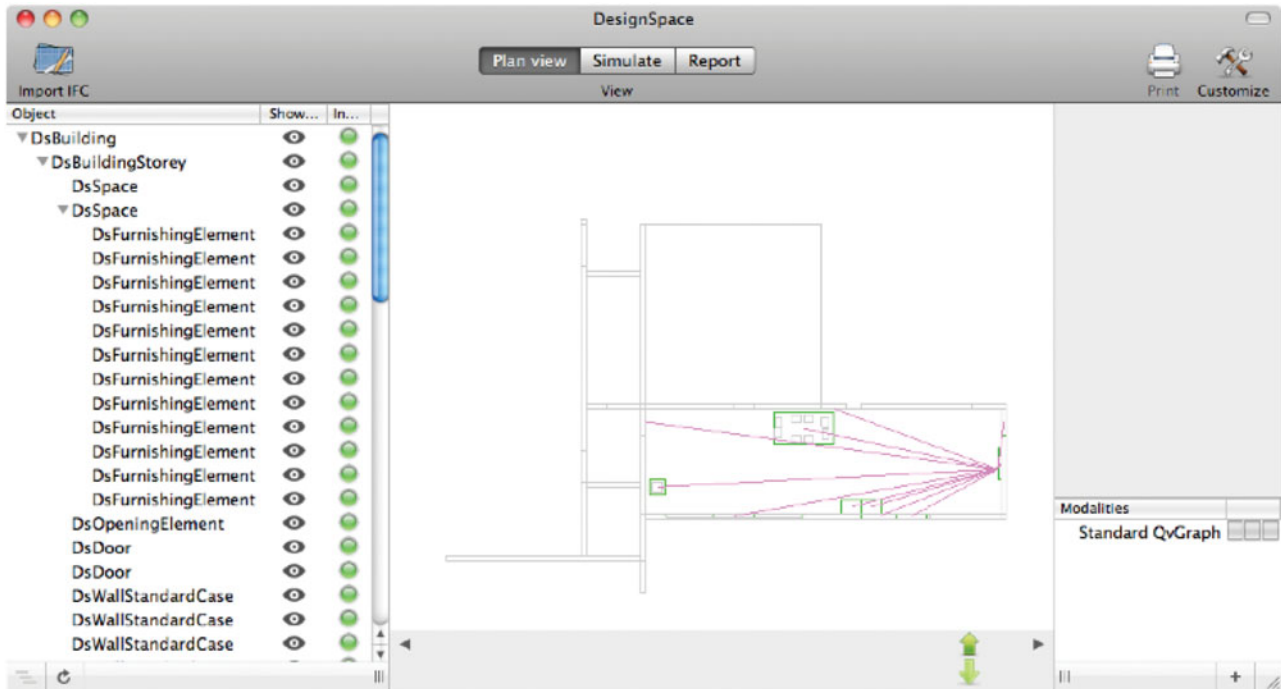 DesignSpace
Import IFC
Plan view Simulate Report
View
Print Customize
Object Show... In...
DsBuilding
DsBuildingStorey
DsSpace
DsSpace
DsFurnishingElement
DsFurnishingElement
DsFurnishingElement
DsFurnishingElement
DsFurnishingElement
DsFurnishingElement
DsFurnishingElement
DsFurnishingElement
DsFurnishingElement
DsFurnishingElement
DsFurnishingElement
DsFurnishingElement
DsOpeningElement
DsDoor
DsDoor
DsWallStandardCase
DsWallStandardCase
DsWallStandardCase
Modalities
Standard QvGraph